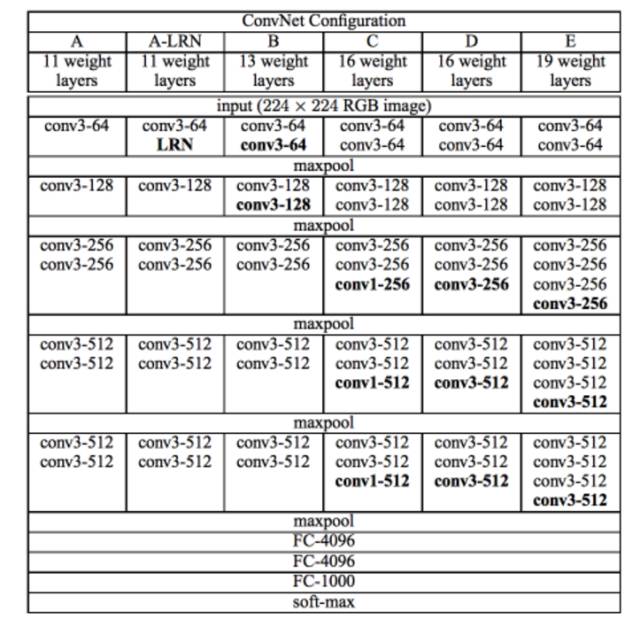 ConvNet Configuration
A A-LRN B C D E
11 weight 11 weight 13 weight 16 weight 16 weight 19 weight
layers layers layers layers layers layers
input (224 × 224 RGB image)
conv3-64 conv3-64 conv3-64 conv3-64 conv3-64 conv3-64
LRN conv3-64 conv3-64 conv3-64 conv3-64
maxpool
conv3-128 conv3-128 conv3-128 conv3-128 conv3-128 conv3-128
conv3-128 conv3-128 conv3-128 conv3-128
maxpool
conv3-256 conv3-256 conv3-256 conv3-256 conv3-256 conv3-256
conv3-256 conv3-256 conv3-256 conv3-256 conv3-256 conv3-256
conv1-256 conv3-256 conv3-256
conv3-256
maxpool
conv3-512 conv3-512 conv3-512 conv3-512 conv3-512 conv3-512
conv3-512 conv3-512 conv3-512 conv3-512 conv3-512 conv3-512
conv1-512 conv3-512 conv3-512
conv3-512
maxpool
conv3-512 conv3-512 conv3-512 conv3-512 conv3-512 conv3-512
conv3-512 conv3-512 conv3-512 conv3-512 conv3-512 conv3-512
conv1-512 conv3-512 conv3-512
conv3-512
maxpool
FC-4096
FC-4096
FC-1000
soft-max